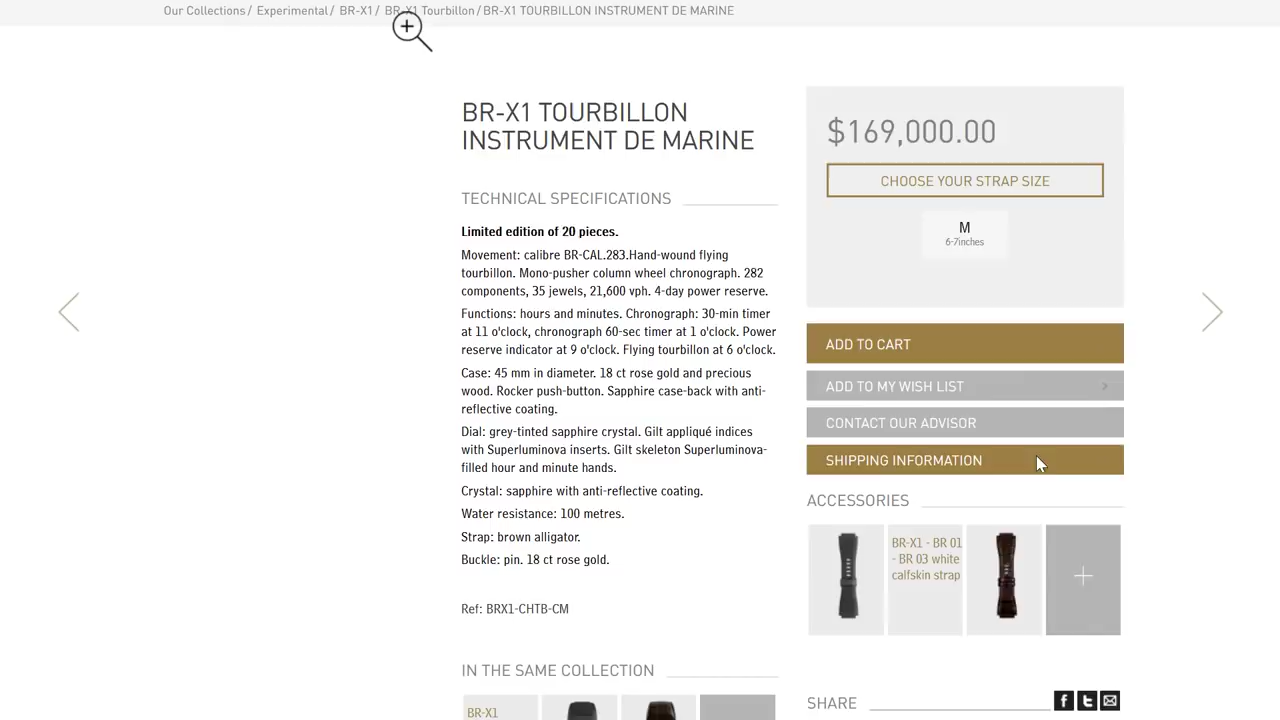 Our Collections / Experimental / BR-X1 / BR-X1 Tourbillon / BR-X1 TOURBILLON INSTRUMENT DE MARINE
BR-X1 TOURBILLON
INSTRUMENT DE MARINE
TECHNICAL SPECIFICATIONS
Limited edition of 20 pieces.
Movement: calibre BR-CAL.283.Hand-wound flying
tourbillon. Mono-pusher column wheel chronograph. 282
components, 35 jewels, 21,600 vph. 4-day power reserve.
Functions: hours and minutes. Chronograph: 30-min timer
at 11 o'clock, chronograph 60-sec timer at 1 o'clock. Power
reserve indicator at 9 o'clock. Flying tourbillon at 6 o'clock.
Case: 45 mm in diameter. 18 ct rose gold and precious
wood. Rocker push-button. Sapphire case-back with anti-
reflective coating.
Dial: grey-tinted sapphire crystal. Gilt appliqué indices
with Superluminova inserts. Gilt skeleton Superluminova-
filled hour and minute hands.
Crystal: sapphire with anti-reflective coating.
Water resistance: 100 metres.
Strap: brown alligator.
Buckle: pin. 18 ct rose gold.
Ref: BRX1-CHTB-CM
IN THE SAME COLLECTION
BR-X1
$169,000.00
CHOOSE YOUR STRAP SIZE
M
6-7inches
ADD TO CART
ADD TO MY WISH LIST
CONTACT OUR ADVISOR
SHIPPING INFORMATION
ACCESSORIES
BR-X1 - BR 01
- BR 03 white
calfskin strap
SHARE